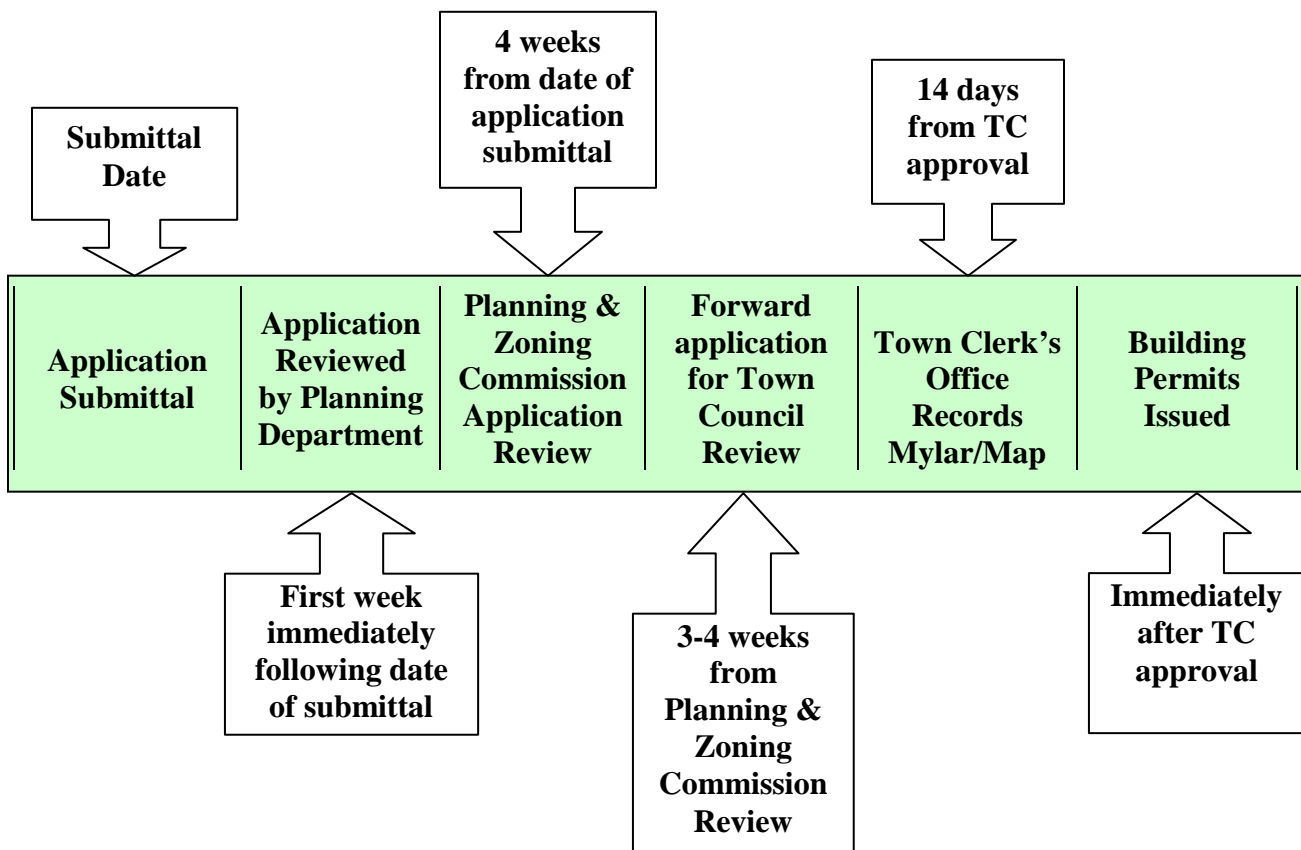 4 weeks
from date of
application
submittal
14 days
from TC
approval
Submittal
Date
Application
Submittal
Application
Reviewed
by Planning
Department
Planning &
Zoning
Commission
Application
Review
Forward
application
for Town
Council
Review
Town Clerk’s
Office
Records
Mylar/Map
Building
Permits
Issued
First week
immediately
following date
of submittal
3-4 weeks
from
Planning &
Zoning
Commission
Review
Immediately
after TC
approval